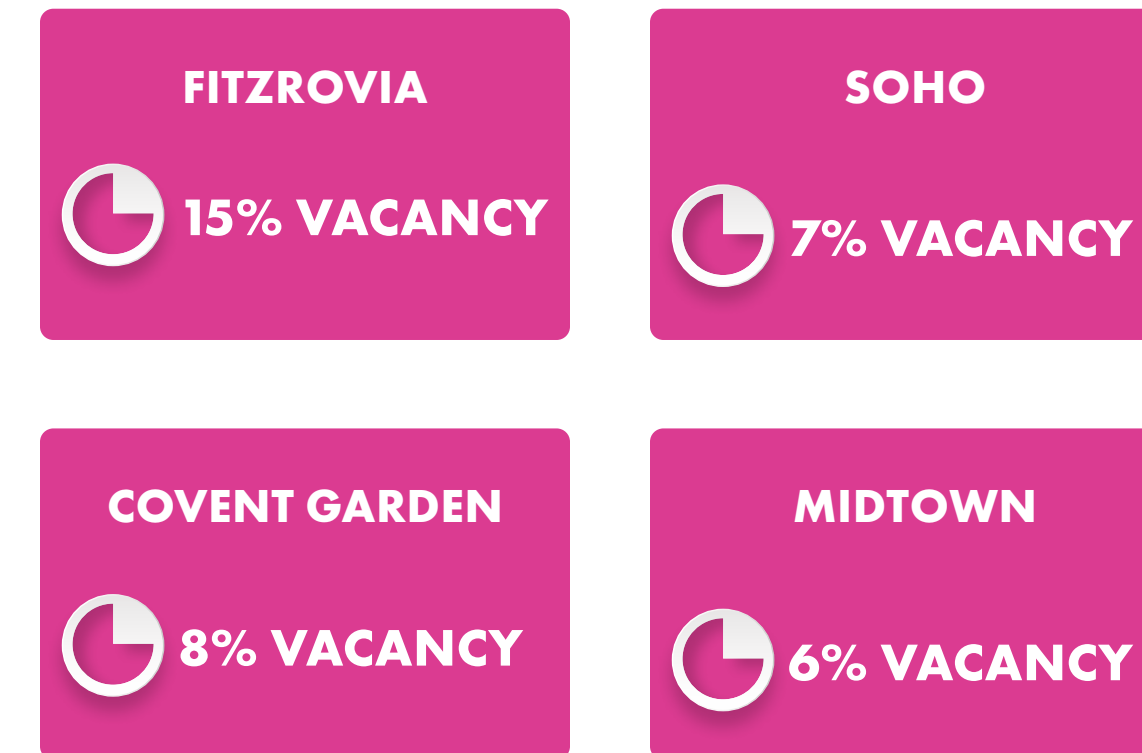 FITZROVIA
15% VACANCY
SOHO
7% VACANCY
COVENT GARDEN
8% VACANCY
MIDTOWN
6% VACANCY